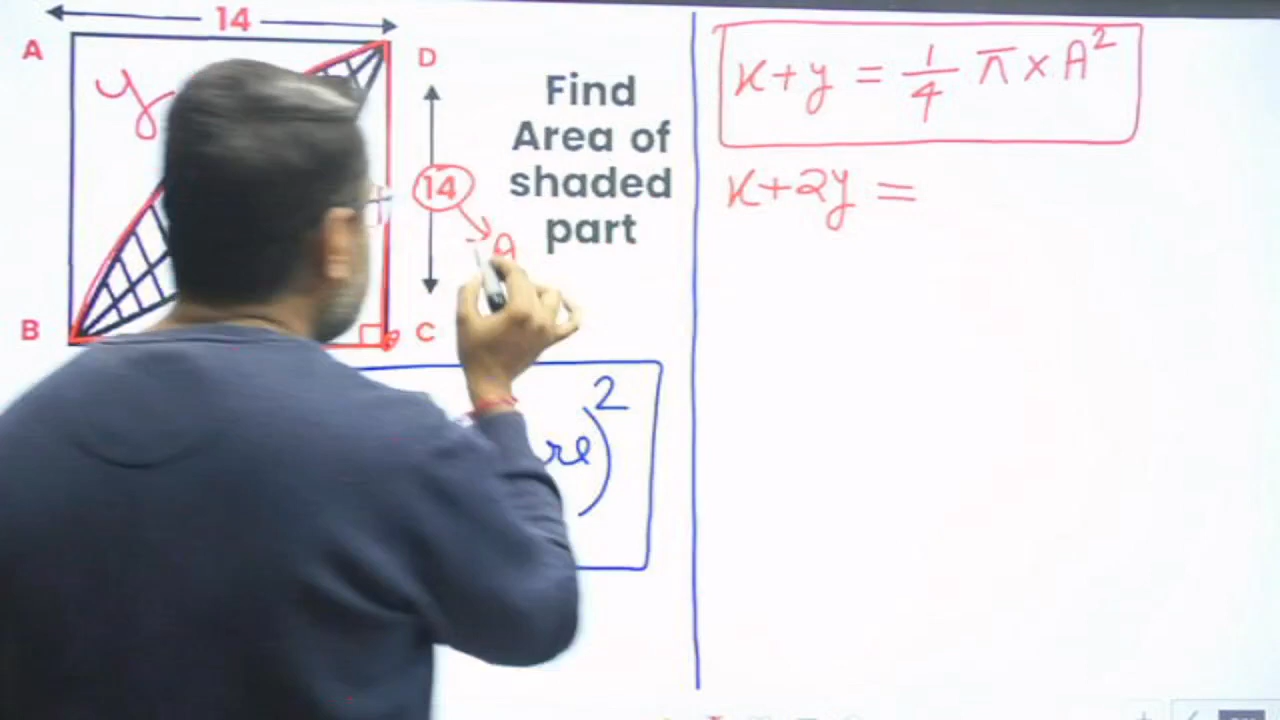 14
A
D
y
Find
Area of
shaded
part
14
A
B
C
re)²
x+y = 1/4 π × A²
x+2y =